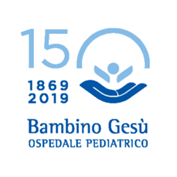 150
1869
2019
Bambino Gesù
OSPEDALE PEDIATRICO